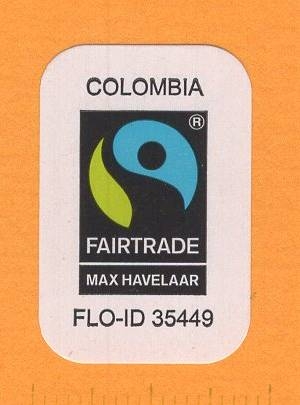 COLOMBIA
®
FAIRTRADE
MAX HAVELAAR
FLO-ID 35449